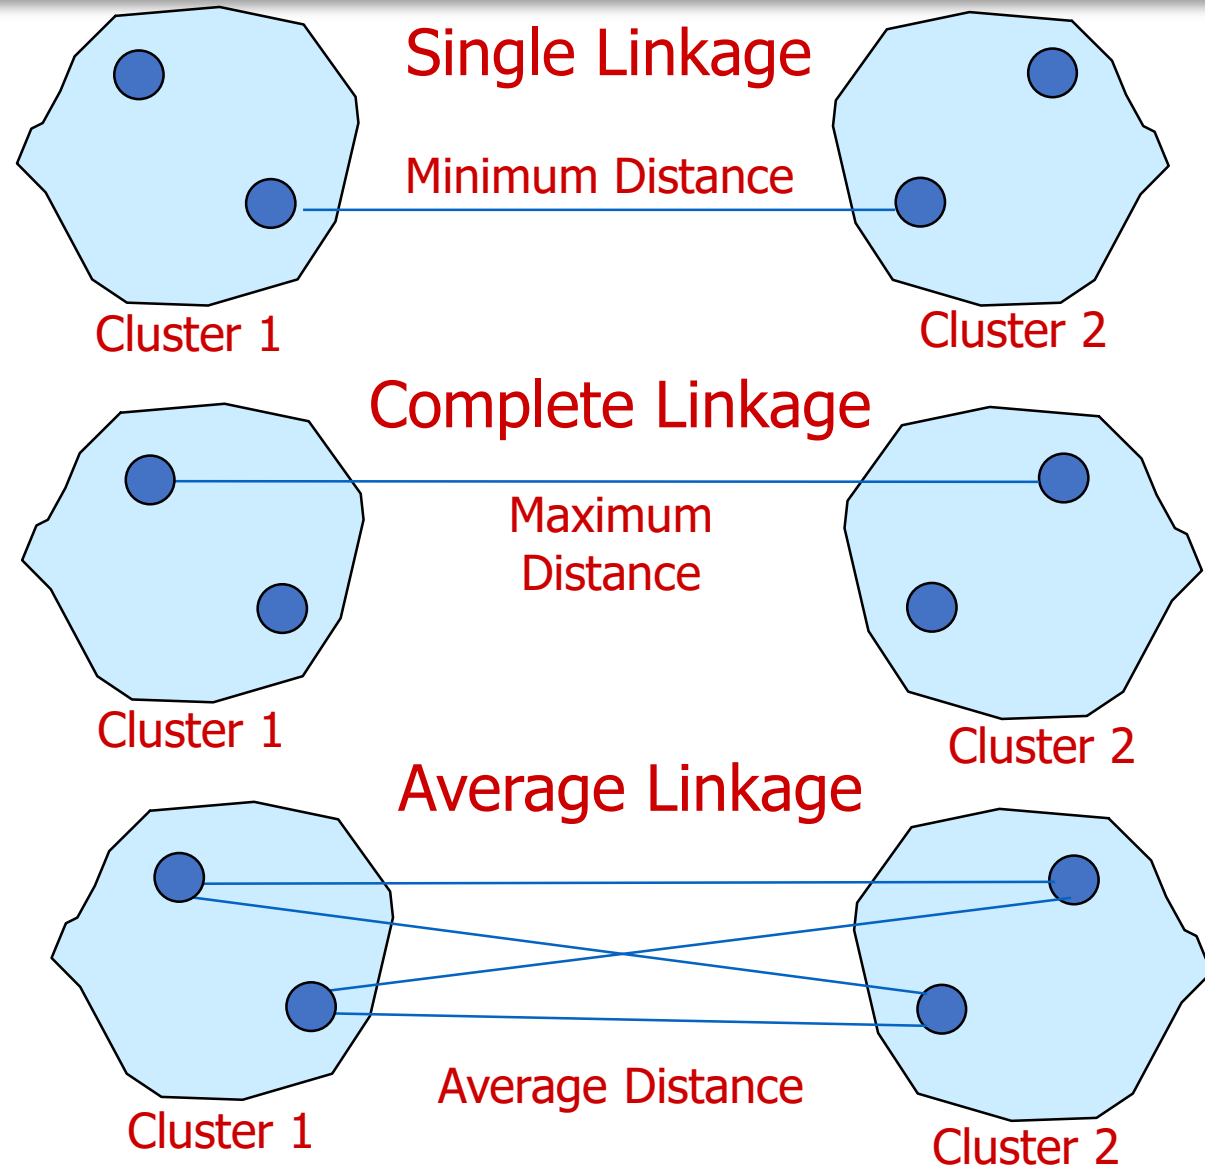 Single Linkage
Minimum Distance
Cluster 1
Cluster 2
Complete Linkage
Maximum
Distance
Cluster 1
Cluster 2
Average Linkage
Average Distance
Cluster 1
Cluster 2